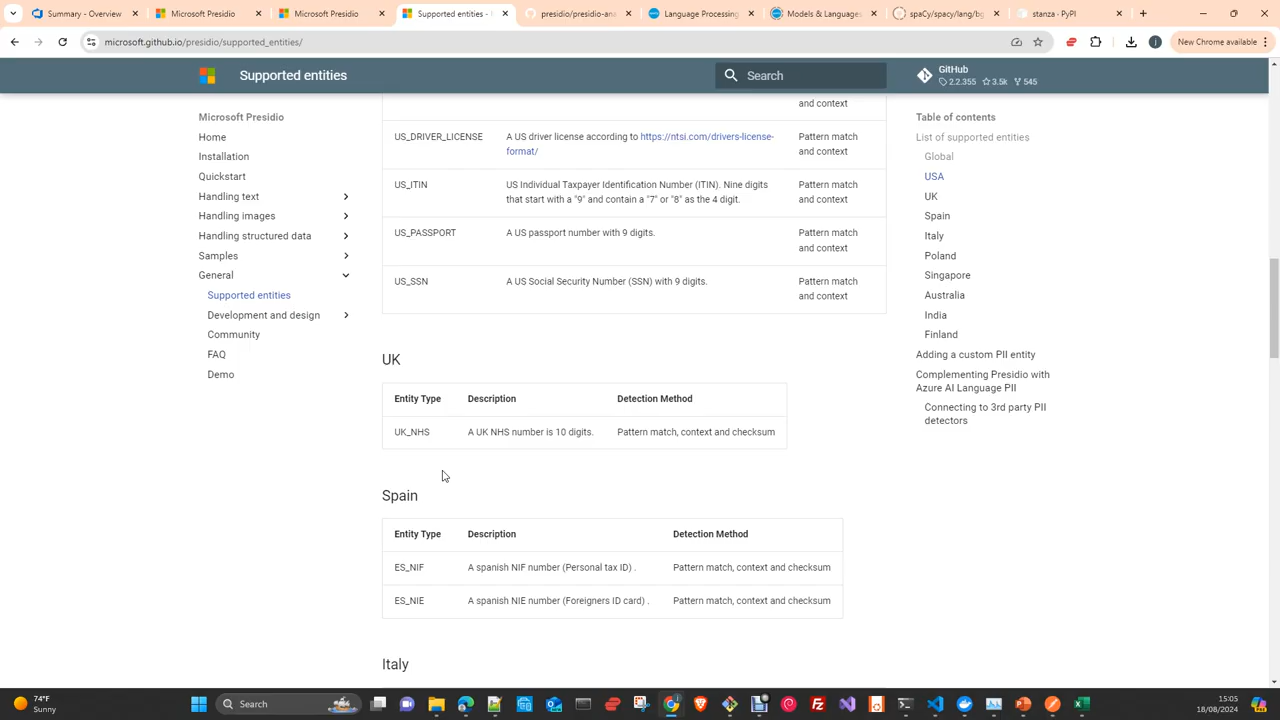 Summary - Overview
Microsoft Presidio
Microsoft Presidio
Supported entities -
presidio/presidio-ana
Language Processing
Models & Languages
spaCy/spacy/lang/bg
stanza · PyPI
microsoft.github.io/presidio/supported_entities/
New Chrome available
Supported entities
Search
GitHub
2.2.355 3.5k 545
Microsoft Presidio
Home
Installation
Quickstart
Handling text
Handling images
Handling structured data
Samples
General
Supported entities
Development and design
Community
FAQ
Demo
and context
US_DRIVER_LICENSE A US driver license according to https://ntsi.com/drivers-license- Pattern match
format/ and context
US_ITIN US Individual Taxpayer Identification Number (ITIN). Nine digits Pattern match
that start with a "9" and contain a "7" or "8" as the 4 digit. and context
US_PASSPORT A US passport number with 9 digits. Pattern match
and context
US_SSN A US Social Security Number (SSN) with 9 digits. Pattern match
and context
UK
Entity Type Description Detection Method
UK_NHS A UK NHS number is 10 digits. Pattern match, context and checksum
Spain
Entity Type Description Detection Method
ES_NIF A spanish NIF number (Personal tax ID) . Pattern match, context and checksum
ES_NIE A spanish NIE number (Foreigners ID card) . Pattern match, context and checksum
Italy
Table of contents
List of supported entities
Global
USA
UK
Spain
Italy
Poland
Singapore
Australia
India
Finland
Adding a custom PII entity
Complementing Presidio with
Azure AI Language PII
Connecting to 3rd party PII
detectors
74°F
Sunny
Search
15:05
18/08/2024